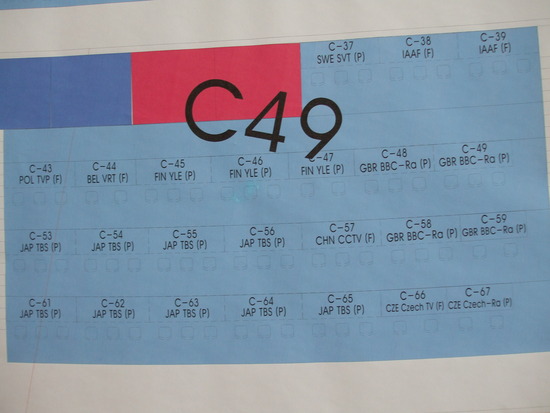 C-37 C-38 C-39
SWE SVT (P) IAAF (F) IAAF (F)
C49
C-43 C-44 C-45 C-46 C-47 C-48 C-49
POL TVP (F) BEL VRT (F) FIN YLE (P) FIN YLE (P) FIN YLE (P) GBR BBC-Ra (P) GBR BBC-Ra (P)
C-53 C-54 C-55 C-56 C-57 C-58 C-59
JAP TBS (P) JAP TBS (P) JAP TBS (P) JAP TBS (P) CHN CCTV (F) GBR BBC-Ra (P) GBR BBC-Ra (P)
C-61 C-62 C-63 C-64 C-65 C-66 C-67
JAP TBS (P) JAP TBS (P) JAP TBS (P) JAP TBS (P) JAP TBS (P) CZE Czech TV (F) CZE Czech-Ra (P)